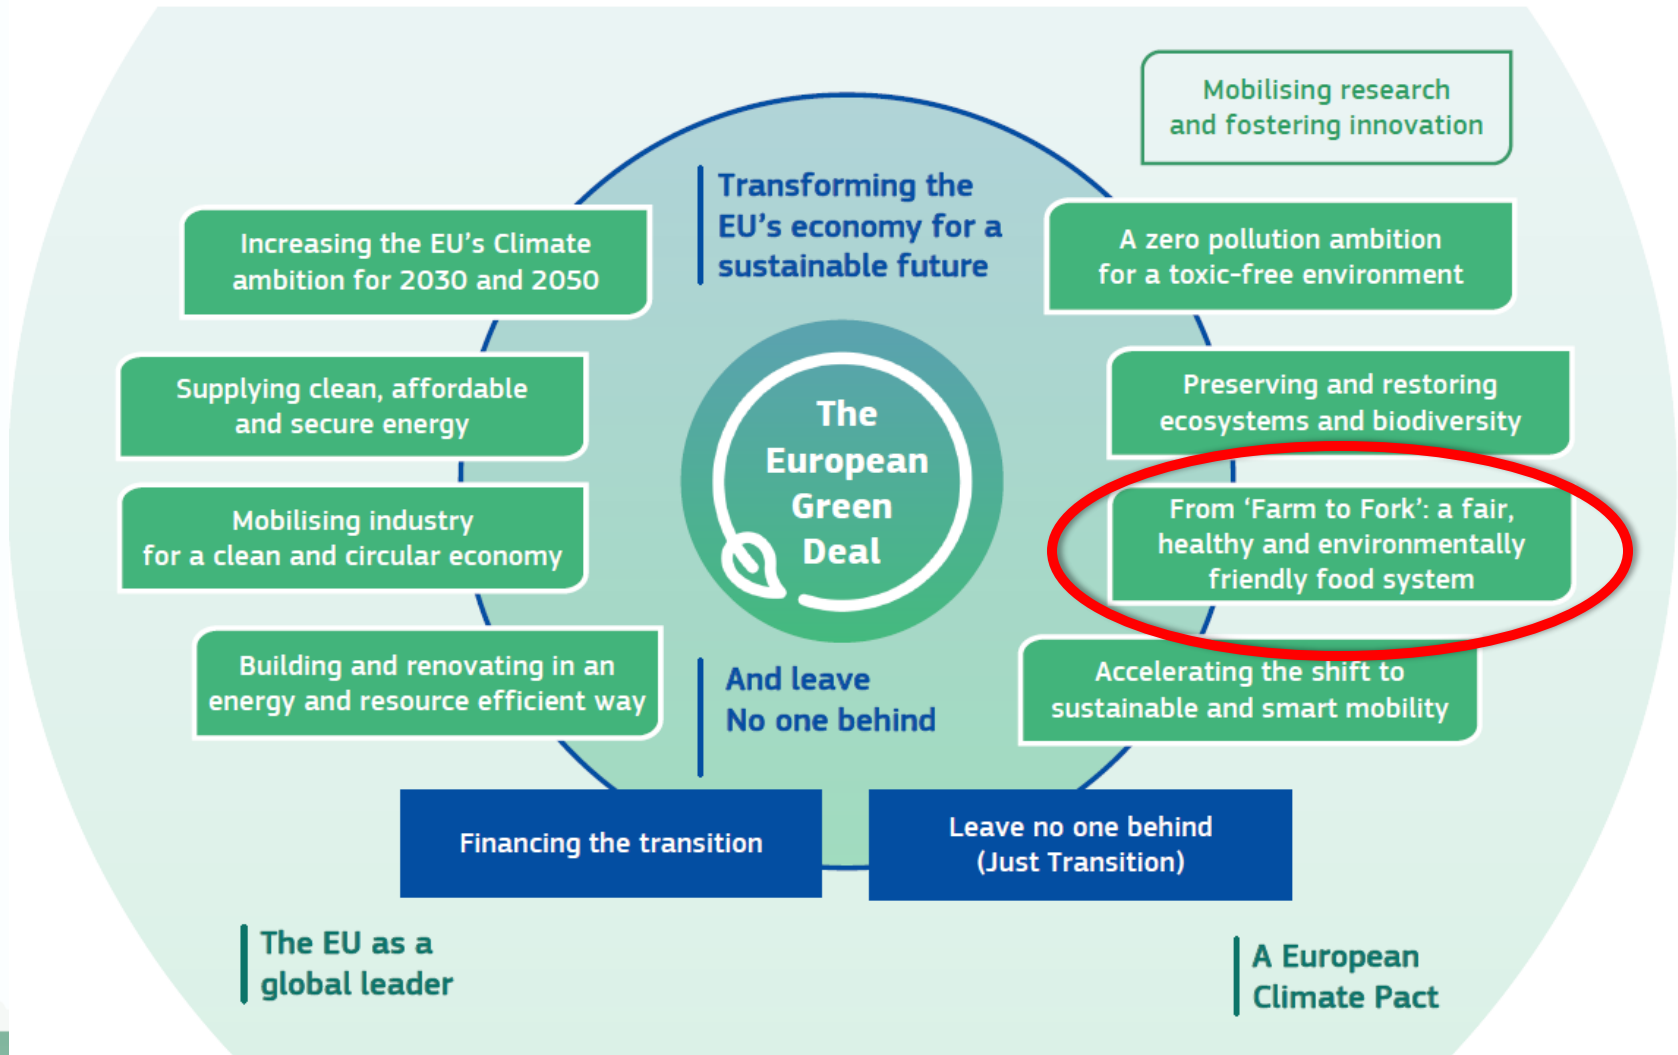 Mobilising research
and fostering innovation
Transforming the
EU's economy for a
sustainable future
Increasing the EU's Climate
ambition for 2030 and 2050
A zero pollution ambition
for a toxic-free environment
Supplying clean, affordable
and secure energy
The
European
Green
Deal
Preserving and restoring
ecosystems and biodiversity
Mobilising industry
for a clean and circular economy
From ‘Farm to Fork’: a fair,
healthy and environmentally
friendly food system
Building and renovating in an
energy and resource efficient way
And leave
No one behind
Accelerating the shift to
sustainable and smart mobility
Financing the transition
Leave no one behind
(Just Transition)
The EU as a
global leader
A European
Climate Pact